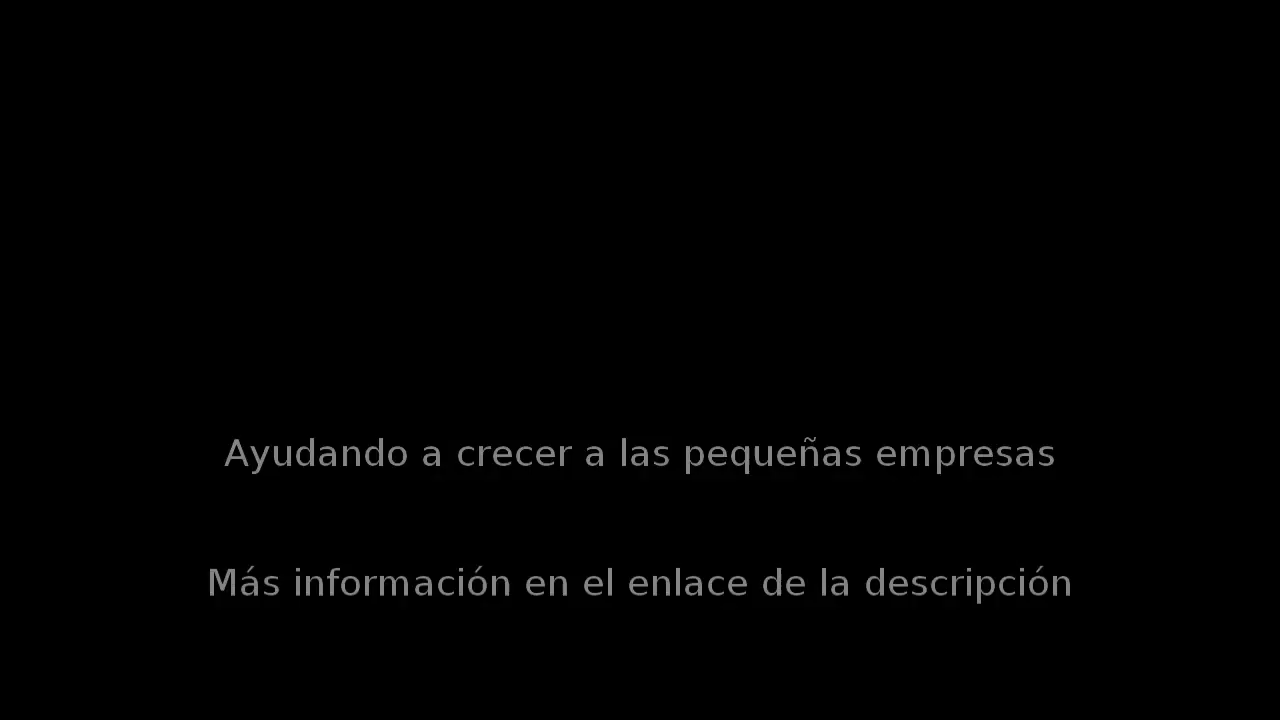 Ayudando a crecer a las pequeñas empresas
Más información en el enlace de la descripción